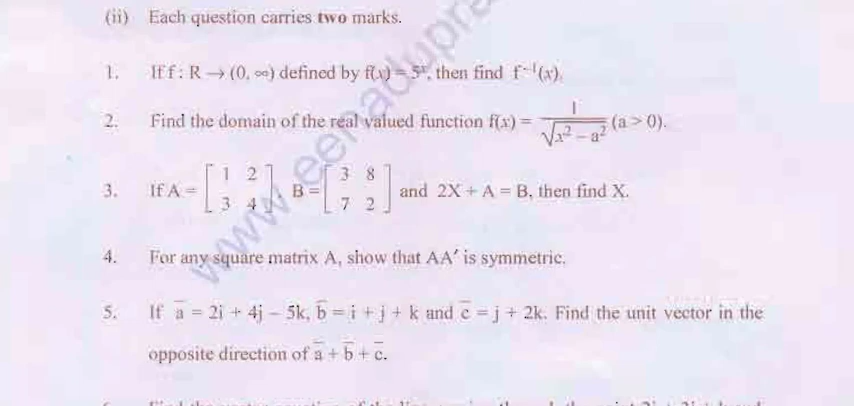 (ii) Each question carries two marks.
1. If f : R → (0, ∞) defined by f(x) = 5ˣ, then find f⁻¹(x).
2. Find the domain of the real valued function f(x) = 1/√(x² – a²) (a > 0).
3. If A = [1 2; 3 4], B = [3 8; 7 2] and 2X + A = B, then find X.
4. For any square matrix A, show that AA′ is symmetric.
5. If a̅ = 2i + 4j – 5k, b̅ = i + j + k and c̅ = j + 2k. Find the unit vector in the
opposite direction of a̅ + b̅ + c̅.
www.eenadupra